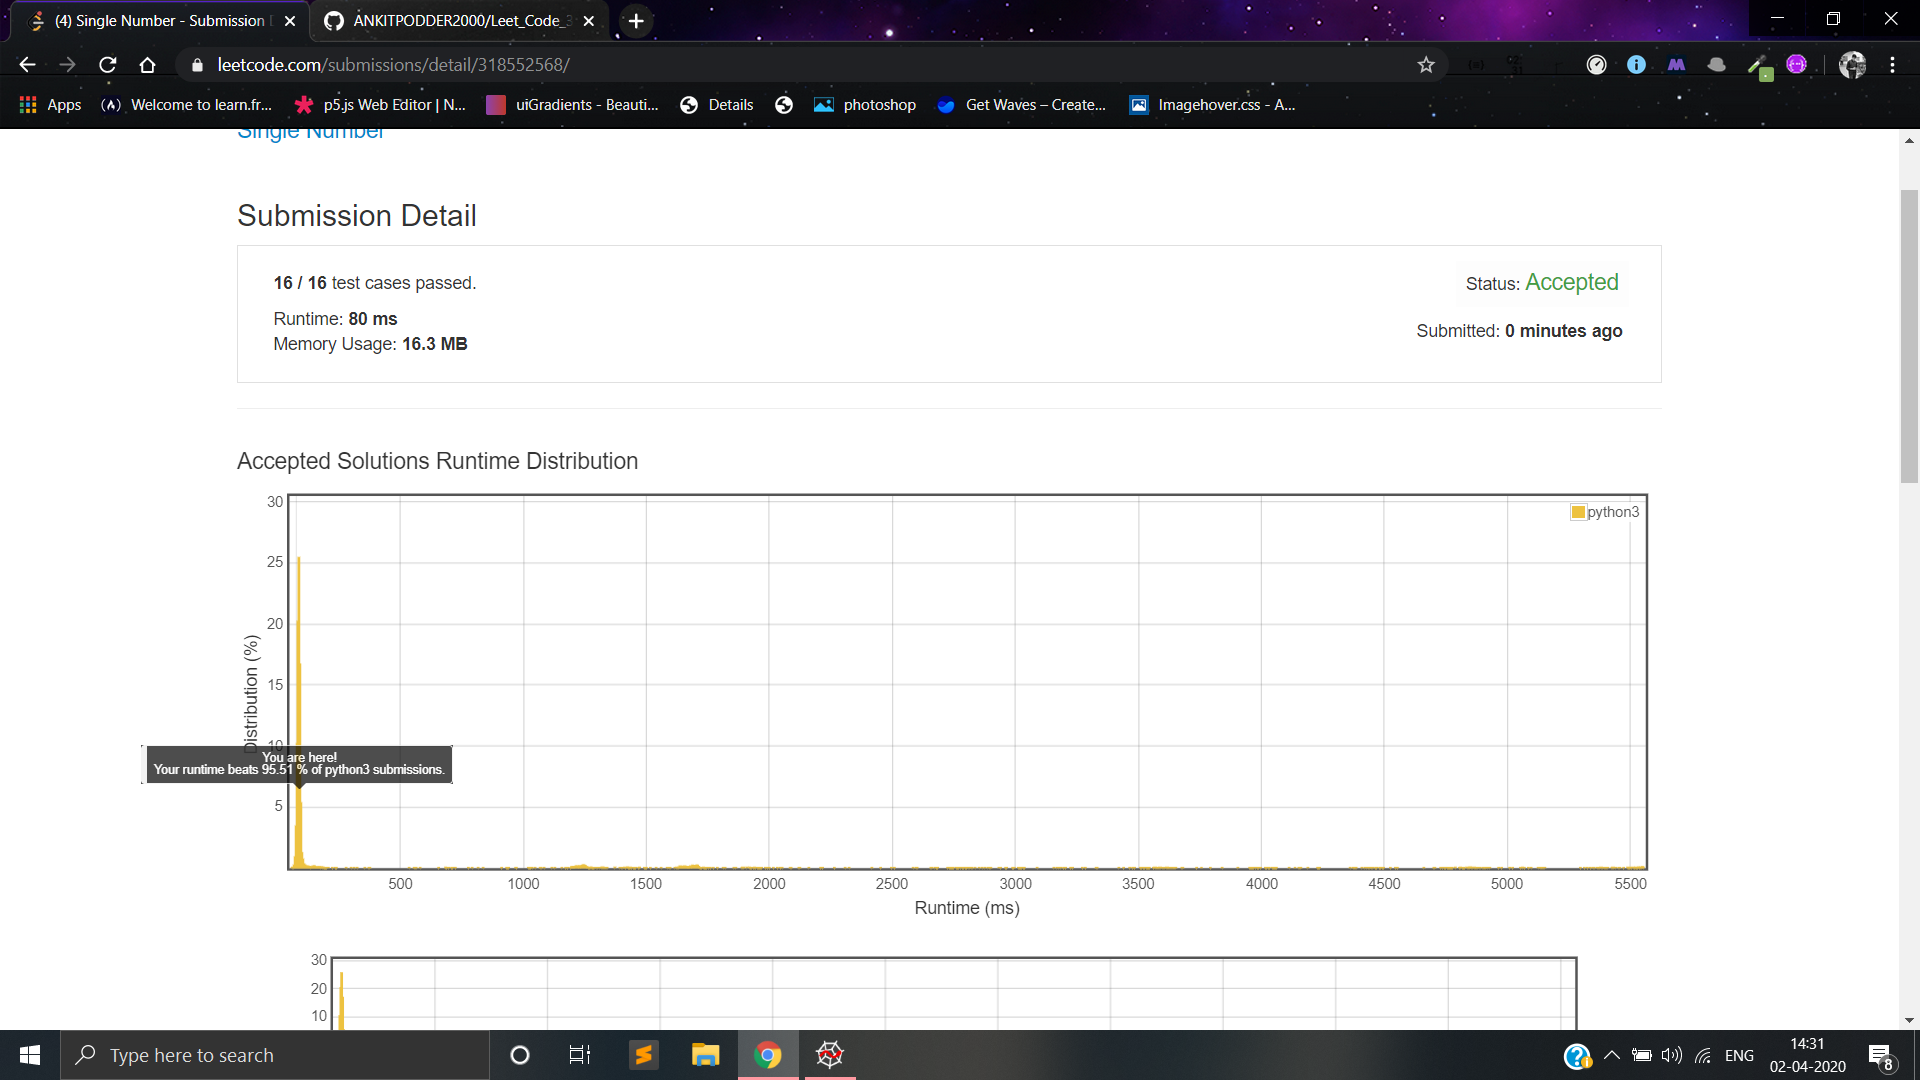 (4) Single Number - Submission D
ANKITPODDER2000/Leet_Code_3
leetcode.com/submissions/detail/318552568/
Apps
Welcome to learn.fr...
p5.js Web Editor | N...
uiGradients - Beauti...
Details
photoshop
Get Waves – Create...
Imagehover.css - A...
Single Number
Submission Detail
16 / 16 test cases passed.
Status: Accepted
Runtime: 80 ms
Submitted: 0 minutes ago
Memory Usage: 16.3 MB
Accepted Solutions Runtime Distribution
30
python3
25
20
15
Distribution (%)
10
You are here!
Your runtime beats 95.51 % of python3 submissions.
5
500 1000 1500 2000 2500 3000 3500 4000 4500 5000 5500
Runtime (ms)
30
20
10
Type here to search
ENG
14:31
02-04-2020
8